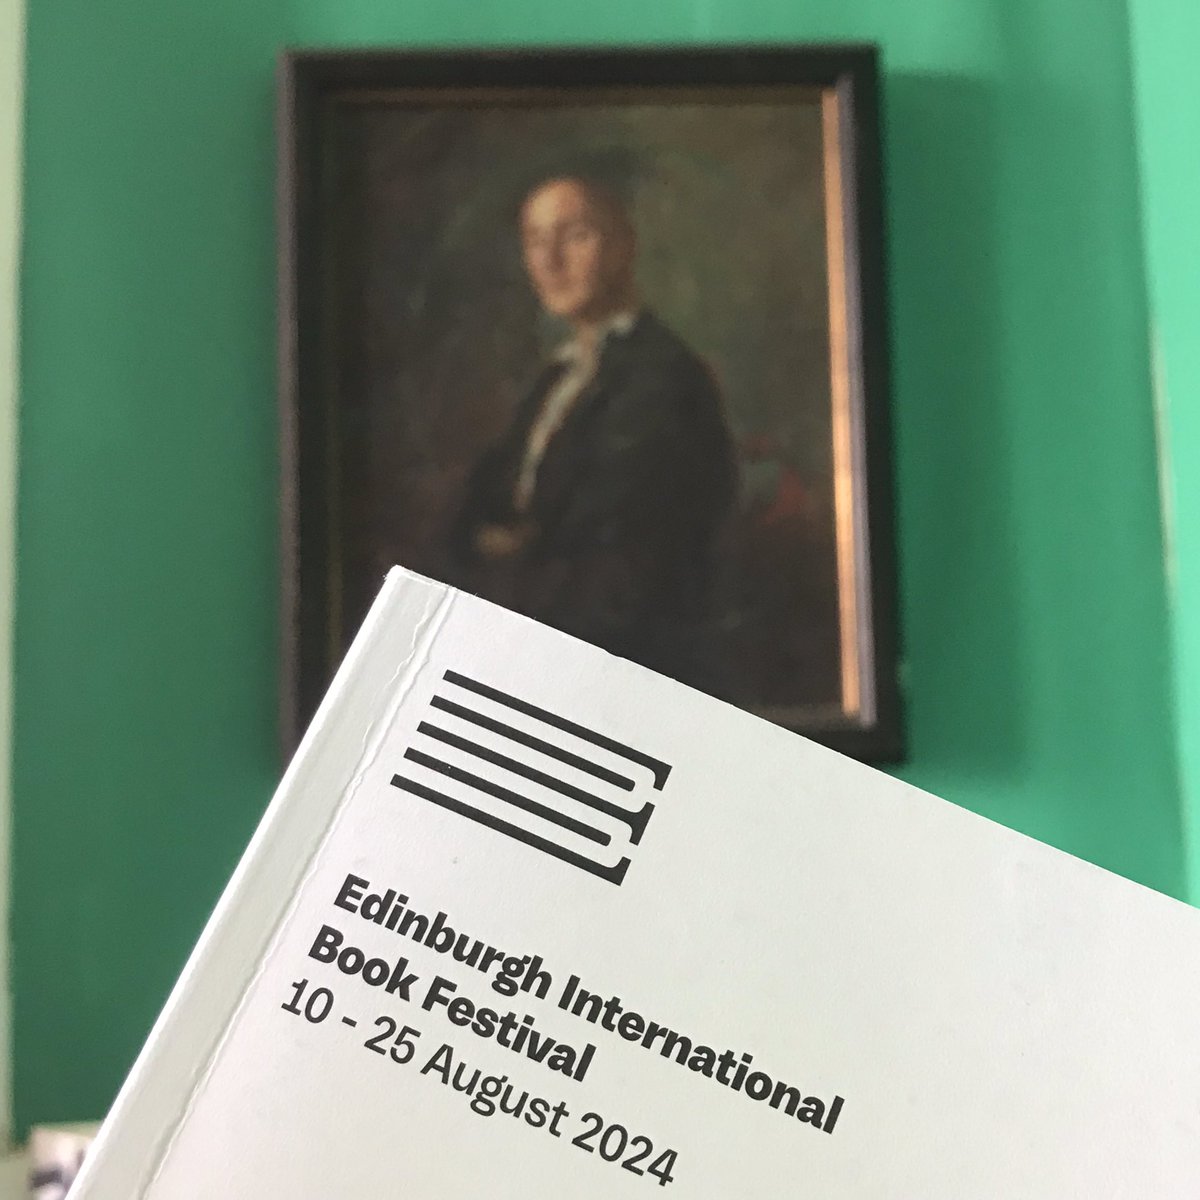 Edinburgh International
Book Festival
10 - 25 August 2024